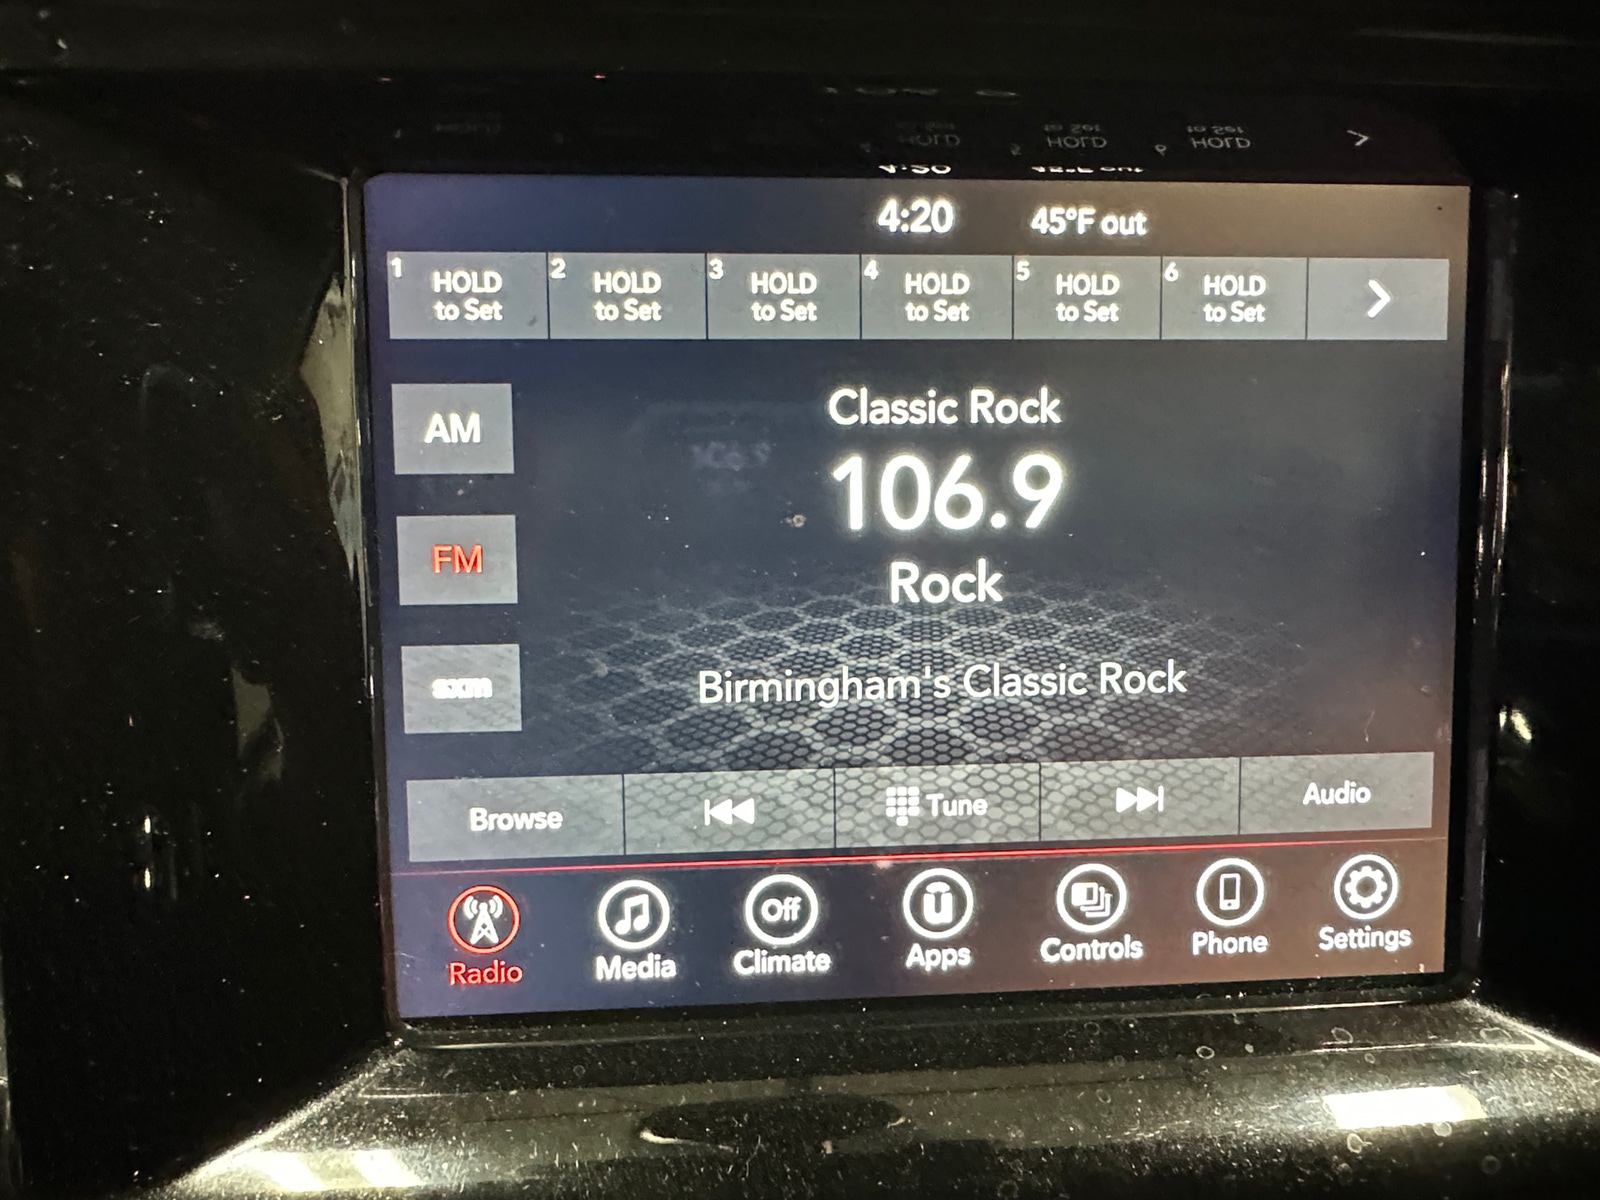 4:20 45°F out
1 HOLD to Set
2 HOLD to Set
3 HOLD to Set
4 HOLD to Set
5 HOLD to Set
6 HOLD to Set
AM
Classic Rock
106.9
FM
Rock
sxm
Birmingham's Classic Rock
Browse Tune Audio
Off
Radio Media Climate Apps Controls Phone Settings